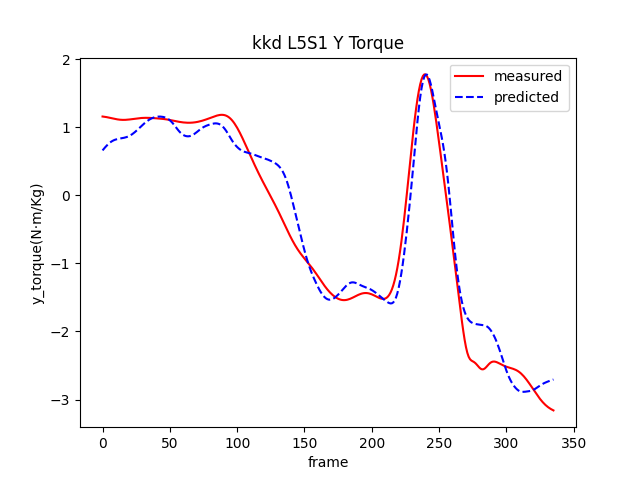 kkd L5S1 Y Torque
measured
predicted
y_torque(N·m/Kg)
2
1
0
−1
−2
−3
0 50 100 150 200 250 300 350
frame